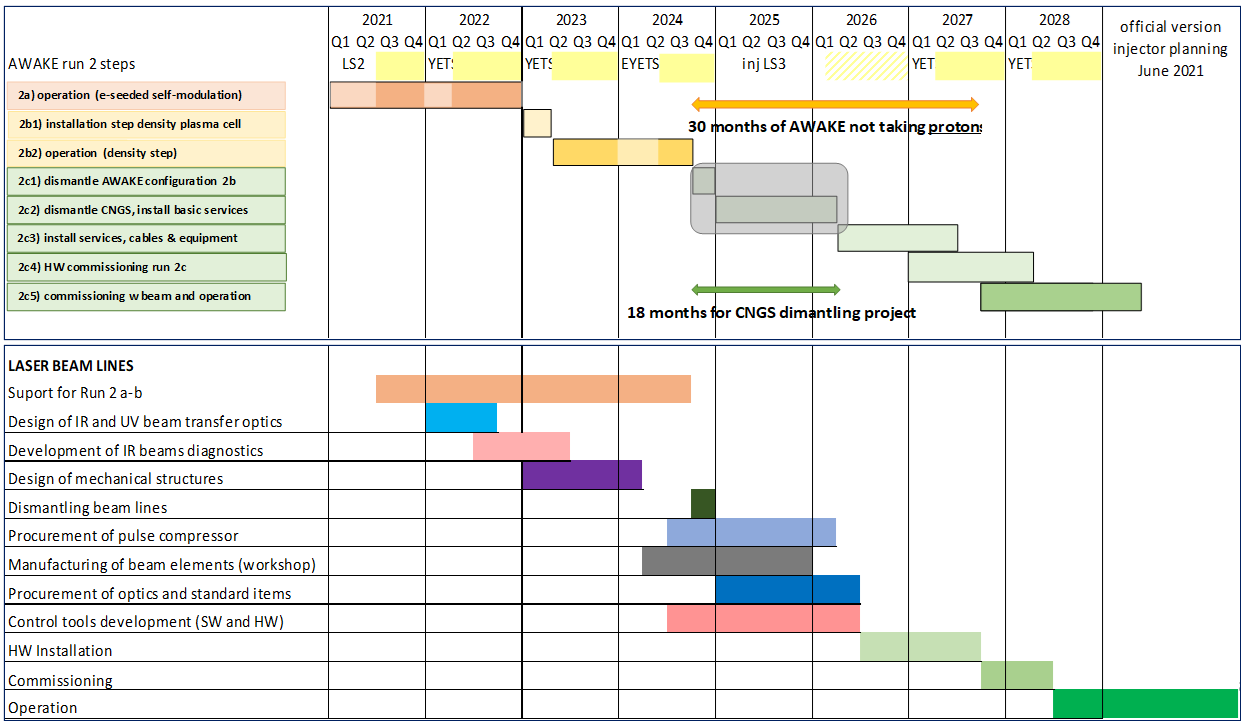 2021 2022 2023 2024 2025 2026 2027 2028 official version
Q1 Q2 Q3 Q4 Q1 Q2 Q3 Q4 Q1 Q2 Q3 Q4 Q1 Q2 Q3 Q4 Q1 Q2 Q3 Q4 Q1 Q2 Q3 Q4 Q1 Q2 Q3 Q4 Q1 Q2 Q3 Q4 injector planning
AWAKE run 2 steps LS2 YETS YETS EYETS inj LS3 YET YET June 2021
2a) operation (e-seeded self-modulation)
2b1) installation step density plasma cell
30 months of AWAKE not taking protons
2b2) operation (density step)
2c1) dismantle AWAKE configuration 2b
2c2) dismantle CNGS, install basic services
2c3) install services, cables & equipment
2c4) HW commissioning run 2c
2c5) commissioning w beam and operation
18 months for CNGS dimantling project
LASER BEAM LINES
Suport for Run 2 a-b
Design of IR and UV beam transfer optics
Development of IR beams diagnostics
Design of mechanical structures
Dismantling beam lines
Procurement of pulse compressor
Manufacturing of beam elements (workshop)
Procurement of optics and standard items
Control tools development (SW and HW)
HW Installation
Commissioning
Operation